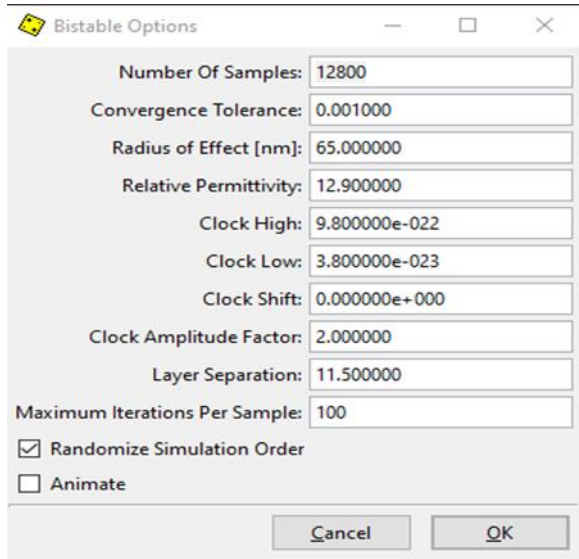 Bistable Options
Number Of Samples: 12800
Convergence Tolerance: 0.001000
Radius of Effect [nm]: 65.000000
Relative Permittivity: 12.900000
Clock High: 9.800000e-022
Clock Low: 3.800000e-023
Clock Shift: 0.000000e+000
Clock Amplitude Factor: 2.000000
Layer Separation: 11.500000
Maximum Iterations Per Sample: 100
Randomize Simulation Order
Animate
Cancel OK